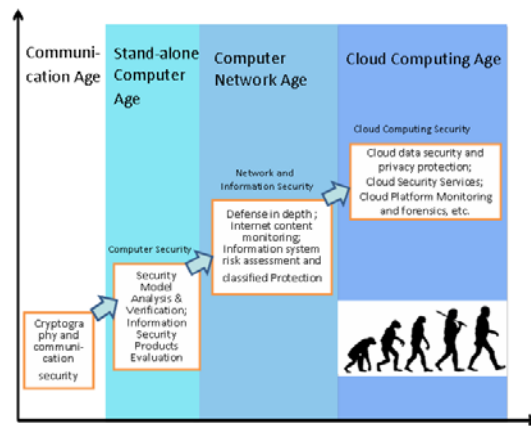 Communi-
cation Age
Stand-alone
Computer
Age
Computer
Network Age
Cloud Computing Age
Cloud Computing Security
Cloud data security and
privacy protection;
Cloud Security Services;
Cloud Platform Monitoring
and forensics, etc.
Network and
Information Security
Defense in depth ;
Internet content
monitoring;
Information system
risk assessment and
classified Protection
Computer Security
Security
Model
Analysis &
Verification;
Information
Security
Products
Evaluation
Cryptogra
phy and
communi-
cation
security